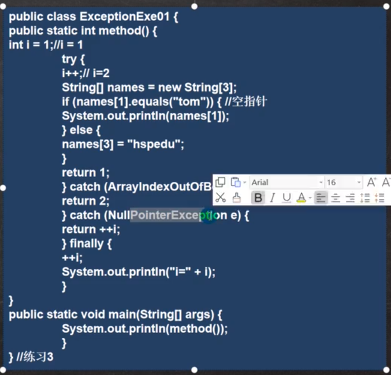 public class ExceptionExe01 {
public static int method() {
int i = 1;//i = 1
try {
i++;// i=2
String[] names = new String[3];
if (names[1].equals("tom")) { //空指针
System.out.println(names[1]);
} else {
names[3] = "hspedu";
}
return 1;
} catch (ArrayIndexOutOfB
Arial 16 A A
return 2;
B I U A
} catch (NullPointerException e) {
return ++i;
} finally {
++i;
System.out.println("i=" + i);
}
}
public static void main(String[] args) {
System.out.println(method());
}
} //练习3